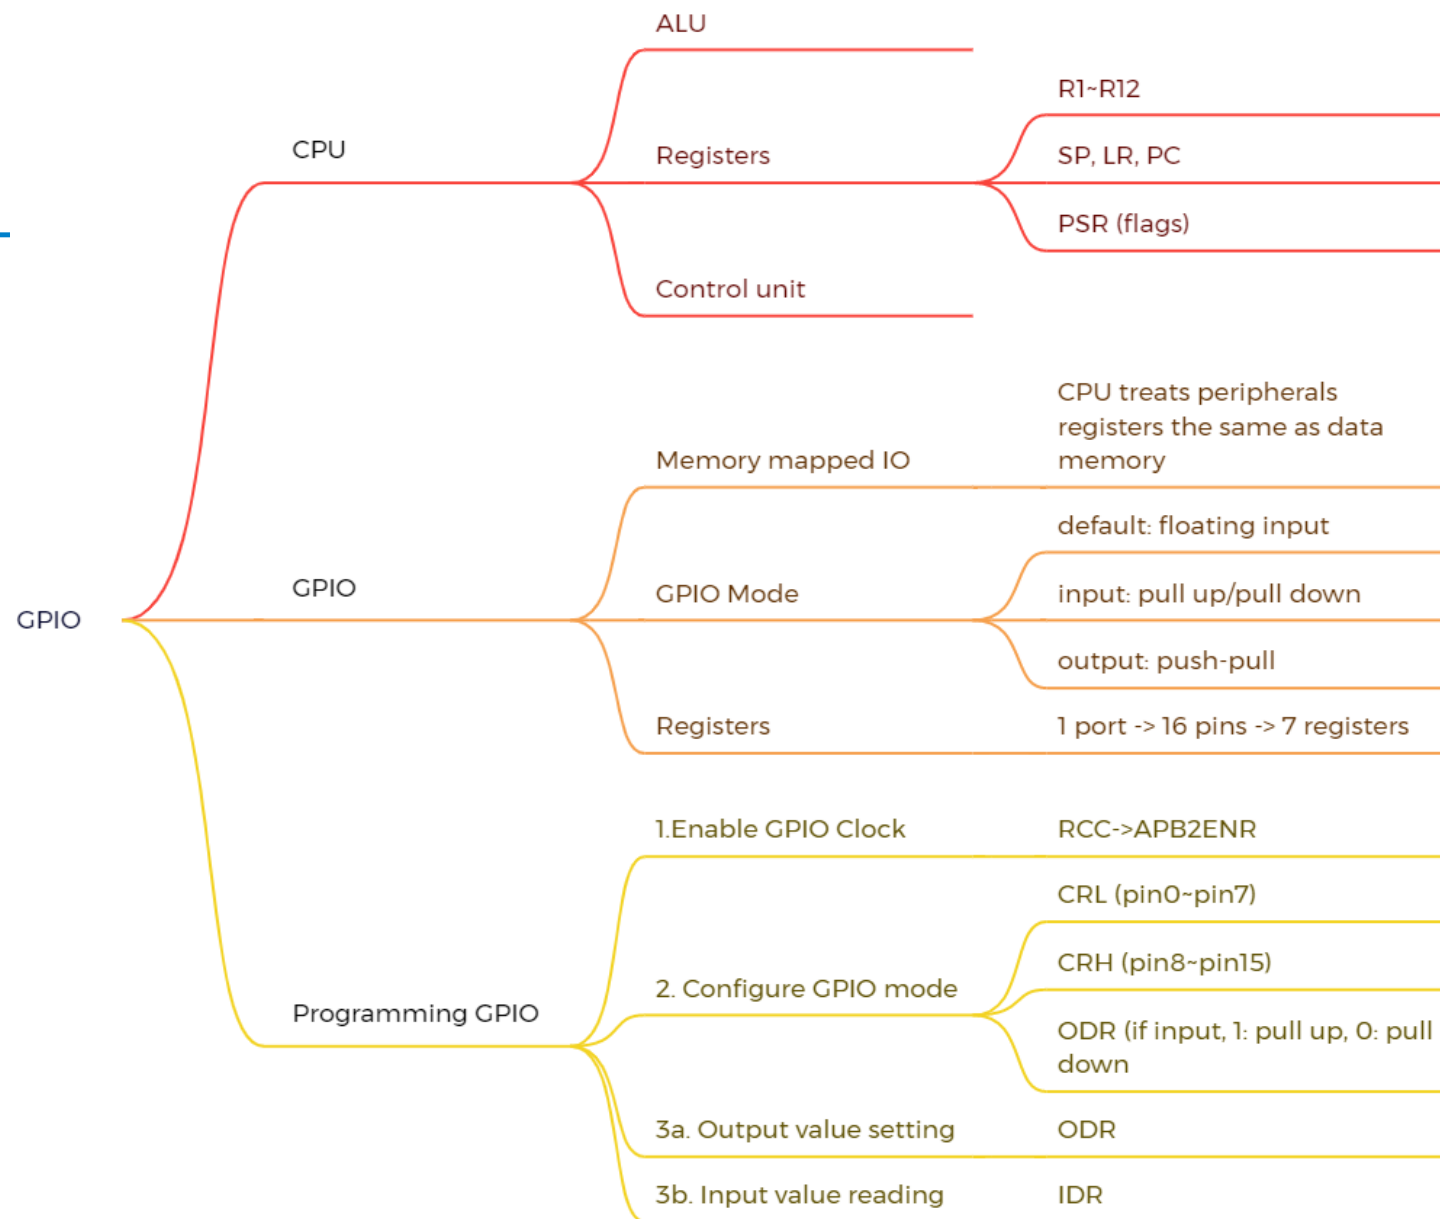 GPIO
CPU
ALU
Registers
R1~R12
SP, LR, PC
PSR (flags)
Control unit
GPIO
Memory mapped IO
CPU treats peripherals
registers the same as data
memory
GPIO Mode
default: floating input
input: pull up/pull down
output: push-pull
Registers
1 port -> 16 pins -> 7 registers
Programming GPIO
1.Enable GPIO Clock
RCC->APB2ENR
2. Configure GPIO mode
CRL (pin0~pin7)
CRH (pin8~pin15)
ODR (if input, 1: pull up, 0: pull
down
3a. Output value setting
ODR
3b. Input value reading
IDR